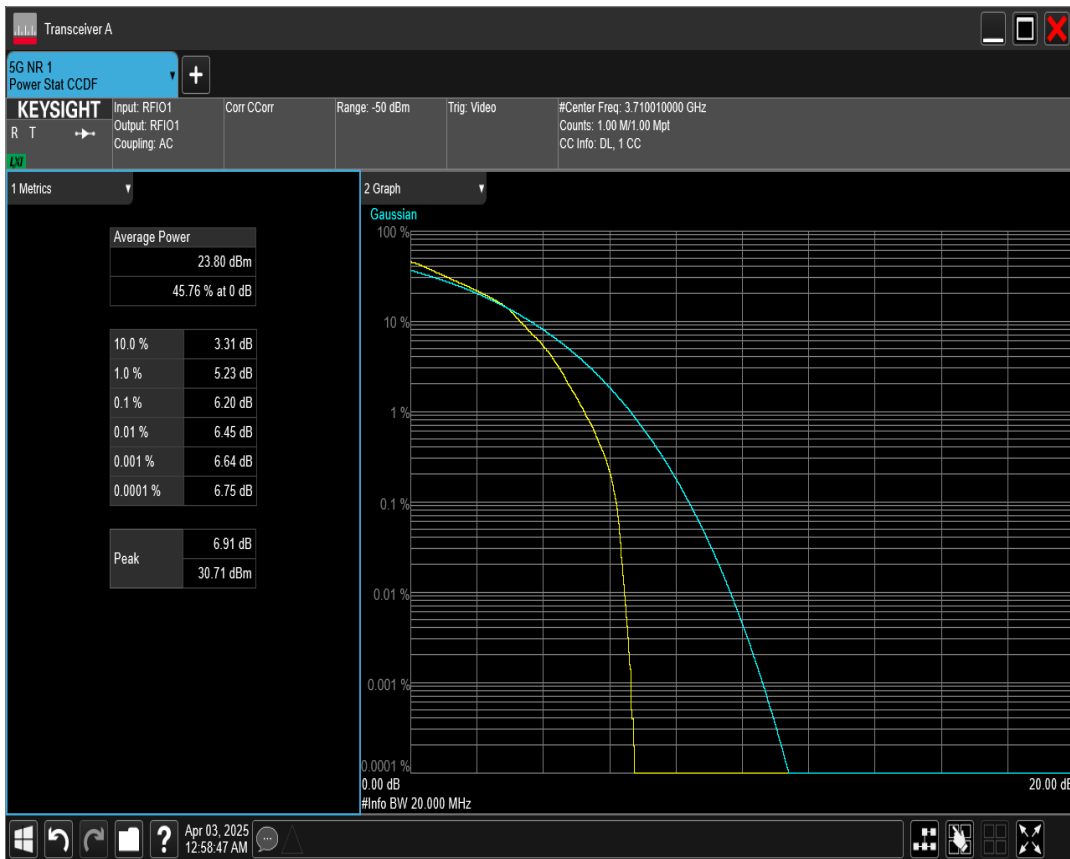 Transceiver A
5G NR 1
Power Stat CCDF
+
KEYSIGHT
R T
LXI
Input: RFIO1
Output: RFIO1
Coupling: AC
Corr CCorr
Range: -50 dBm
Trig: Video
#Center Freq: 3.710010000 GHz
Counts: 1.00 M/1.00 Mpt
CC Info: DL, 1 CC
1 Metrics
Average Power
23.80 dBm
45.76 % at 0 dB
10.0 % 3.31 dB
1.0 % 5.23 dB
0.1 % 6.20 dB
0.01 % 6.45 dB
0.001 % 6.64 dB
0.0001 % 6.75 dB
Peak
6.91 dB
30.71 dBm
2 Graph
Gaussian
100 %
10 %
1 %
0.1 %
0.01 %
0.001 %
0.0001 %
0.00 dB 20.00 dB
#Info BW 20.000 MHz
?
Apr 03, 2025
12:58:47 AM